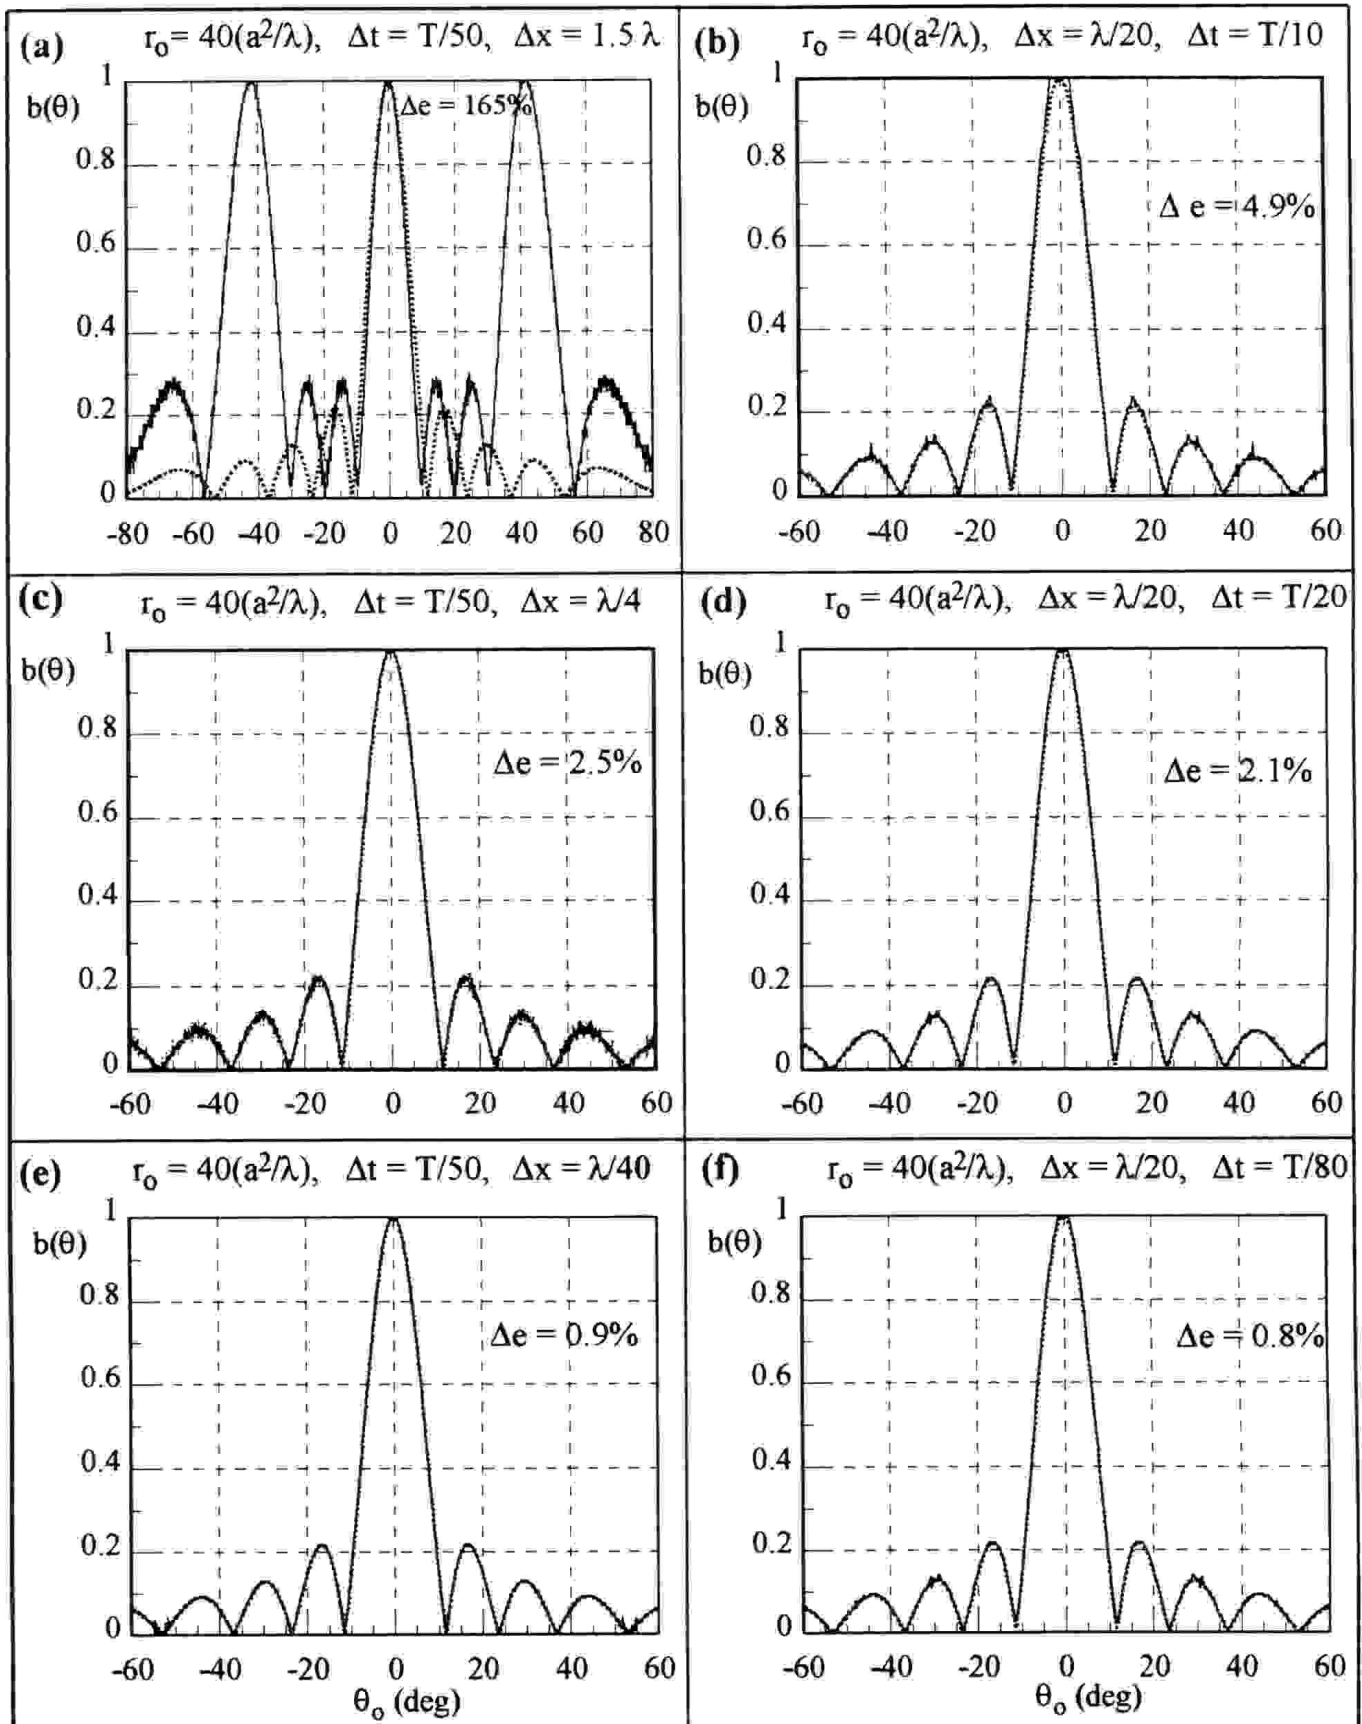 (a) r₀= 40(a²/λ), Δt = T/50, Δx = 1.5 λ
b(θ)
Δe = 165%
1
0.8
0.6
0.4
0.2
0
-80 -60 -40 -20 0 20 40 60 80
(b) r₀ = 40(a²/λ), Δx = λ/20, Δt = T/10
b(θ)
Δ e = 4.9%
1
0.8
0.6
0.4
0.2
0
-60 -40 -20 0 20 40 60
(c) r₀ = 40(a²/λ), Δt = T/50, Δx = λ/4
b(θ)
Δe = 2.5%
1
0.8
0.6
0.4
0.2
0
-60 -40 -20 0 20 40 60
(d) r₀ = 40(a²/λ), Δx = λ/20, Δt = T/20
b(θ)
Δe = 2.1%
1
0.8
0.6
0.4
0.2
0
-60 -40 -20 0 20 40 60
(e) r₀ = 40(a²/λ), Δt = T/50, Δx = λ/40
b(θ)
Δe = 0.9%
1
0.8
0.6
0.4
0.2
0
-60 -40 -20 0 20 40 60
θ₀ (deg)
(f) r₀ = 40(a²/λ), Δx = λ/20, Δt = T/80
b(θ)
Δe = 0.8%
1
0.8
0.6
0.4
0.2
0
-60 -40 -20 0 20 40 60
θ₀ (deg)